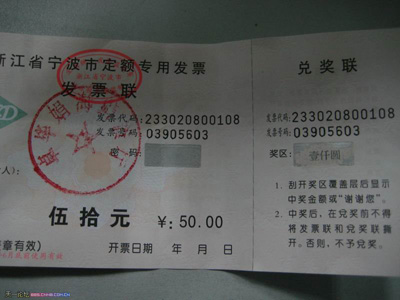 浙江省宁波市定额专用发票
发票联
发票代码:233020800108
发票号码:03905603
密码:
伍拾元 ¥:50.00
章有效)
开票日期 年 月 日
兑奖联
发票代码:233020800108
发票号码:03905603
奖区:
壹仟圆
1. 刮开奖区覆盖层后显示
中奖金额或“谢谢您”。
2. 中奖后,在兑奖前不得
将发票联和兑奖联撕
开。否则,不予兑奖。